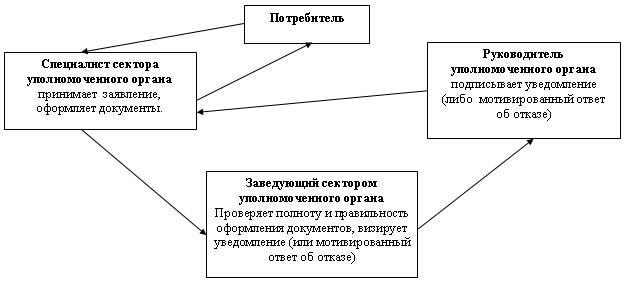 Потребитель
Специалист сектора
уполномоченного органа
принимает заявление,
оформляет документы.
Руководитель
уполномоченного органа
подписывает уведомление
(либо мотивированный ответ
об отказе)
Заведующий сектором
уполномоченного органа
Проверяет полноту и правильность
оформления документов, визирует
уведомление (или мотивированный
ответ об отказе)